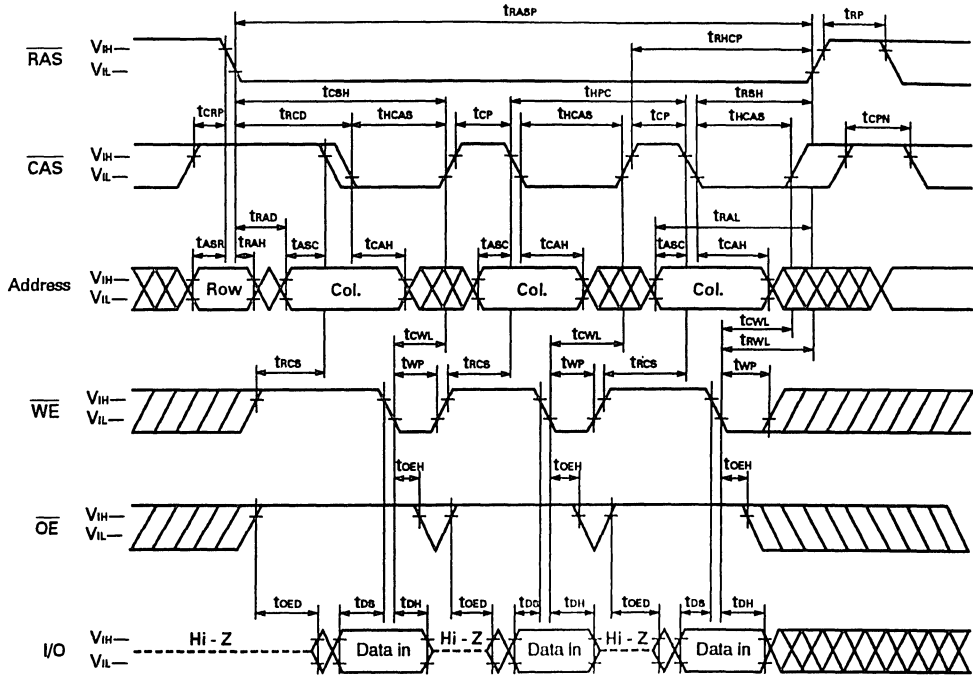 tRASP tRP
RAS VIH tRHCP
VIL
tCSH tHPC tRSH
tCRP tRCD tHCAS tCP tHCAS tCP tHCAS tCPN
CAS VIH
VIL
tRAD tRAL
tASR tRAH tASC tCAH tASC tCAH tASC tCAH
Address VIH Row Col. Col. Col.
VIL
tCWL tCWL tCWL
tRWL
tRCS tWP tRCS tWP tRCS tWP
WE VIH
VIL
tOEH tOEH tOEH
OE VIH
VIL
tOED tDS tDH tOED tDS tDH tOED tDS tDH
I/O VIH Hi - Z Data in Hi - Z Data in Hi - Z Data in
VIL